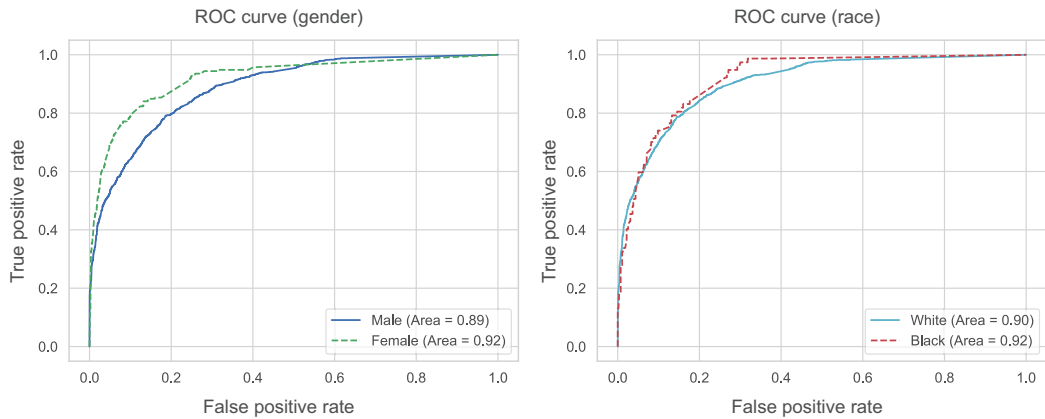 ROC curve (gender)
True positive rate
1.0
0.8
0.6
0.4
0.2
0.0
Male (Area = 0.89)
Female (Area = 0.92)
0.0 0.2 0.4 0.6 0.8 1.0
False positive rate
ROC curve (race)
True positive rate
1.0
0.8
0.6
0.4
0.2
0.0
White (Area = 0.90)
Black (Area = 0.92)
0.0 0.2 0.4 0.6 0.8 1.0
False positive rate